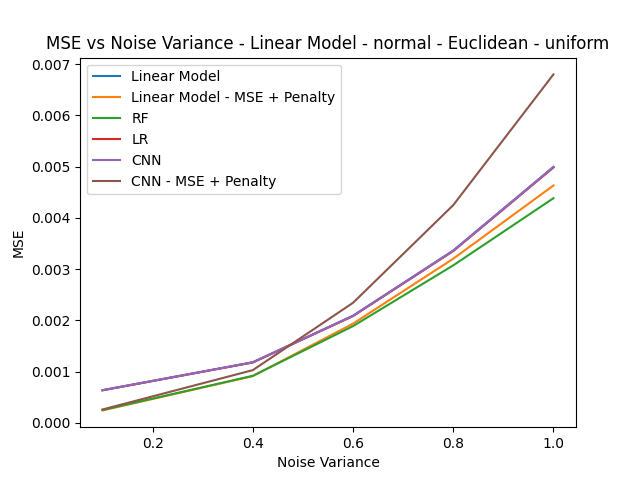 MSE vs Noise Variance - Linear Model - normal - Euclidean - uniform
0.007
0.006
0.005
0.004
0.003
0.002
0.001
0.000
MSE
Linear Model
Linear Model - MSE + Penalty
RF
LR
CNN
CNN - MSE + Penalty
0.2 0.4 0.6 0.8 1.0
Noise Variance